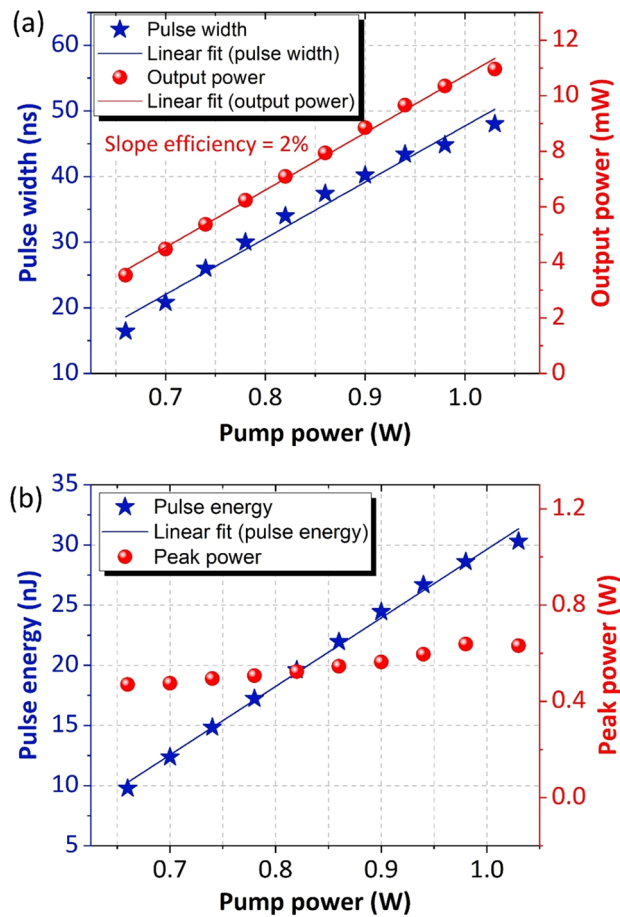 (a)
60
50
40
30
20
10
Pulse width (ns)
Pulse width
Linear fit (pulse width)
Output power
Linear fit (output power)
Slope efficiency = 2%
12
10
8
6
4
2
0
Output power (mW)
0.7 0.8 0.9 1.0
Pump power (W)
(b)
35
30
25
20
15
10
5
Pulse energy (nJ)
Pulse energy
Linear fit (pulse energy)
Peak power
1.2
0.8
0.4
0.0
Peak power (W)
0.7 0.8 0.9 1.0
Pump power (W)